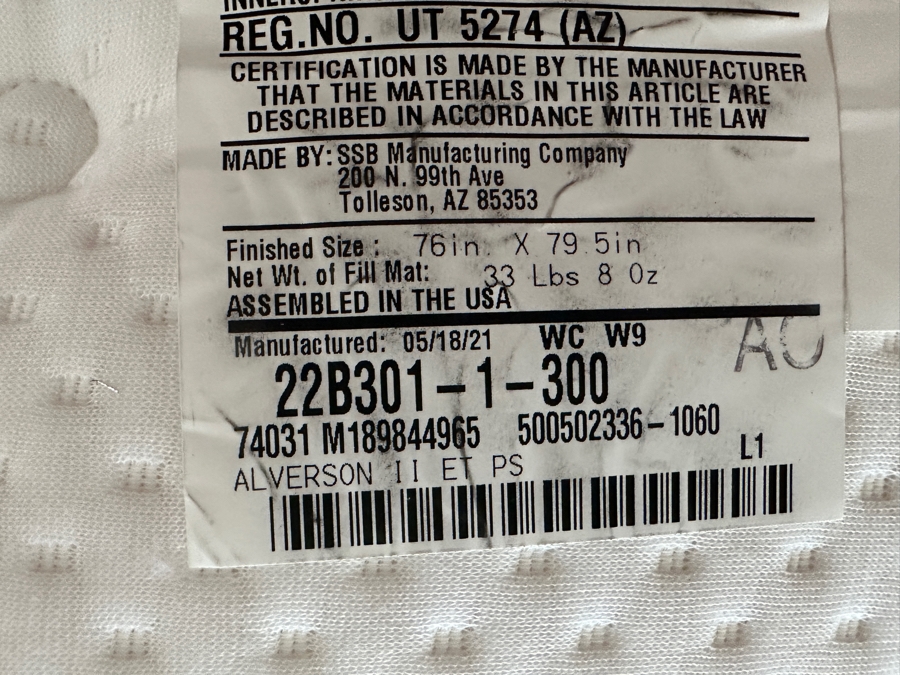 REG.NO. UT 5274 (AZ)
CERTIFICATION IS MADE BY THE MANUFACTURER
THAT THE MATERIALS IN THIS ARTICLE ARE
DESCRIBED IN ACCORDANCE WITH THE LAW
MADE BY: SSB Manufacturing Company
200 N. 99th Ave
Tolleson, AZ 85353
Finished Size : 76in. X 79 5in
Net Wt. of Fill Mat: 33 Lbs 8 Oz
ASSEMBLED IN THE USA
Manufactured: 05/18/21 WC W9
AC
22B301-1-300
74031 M189844965 500502336-1060
L1
ALVERSON II ET PS